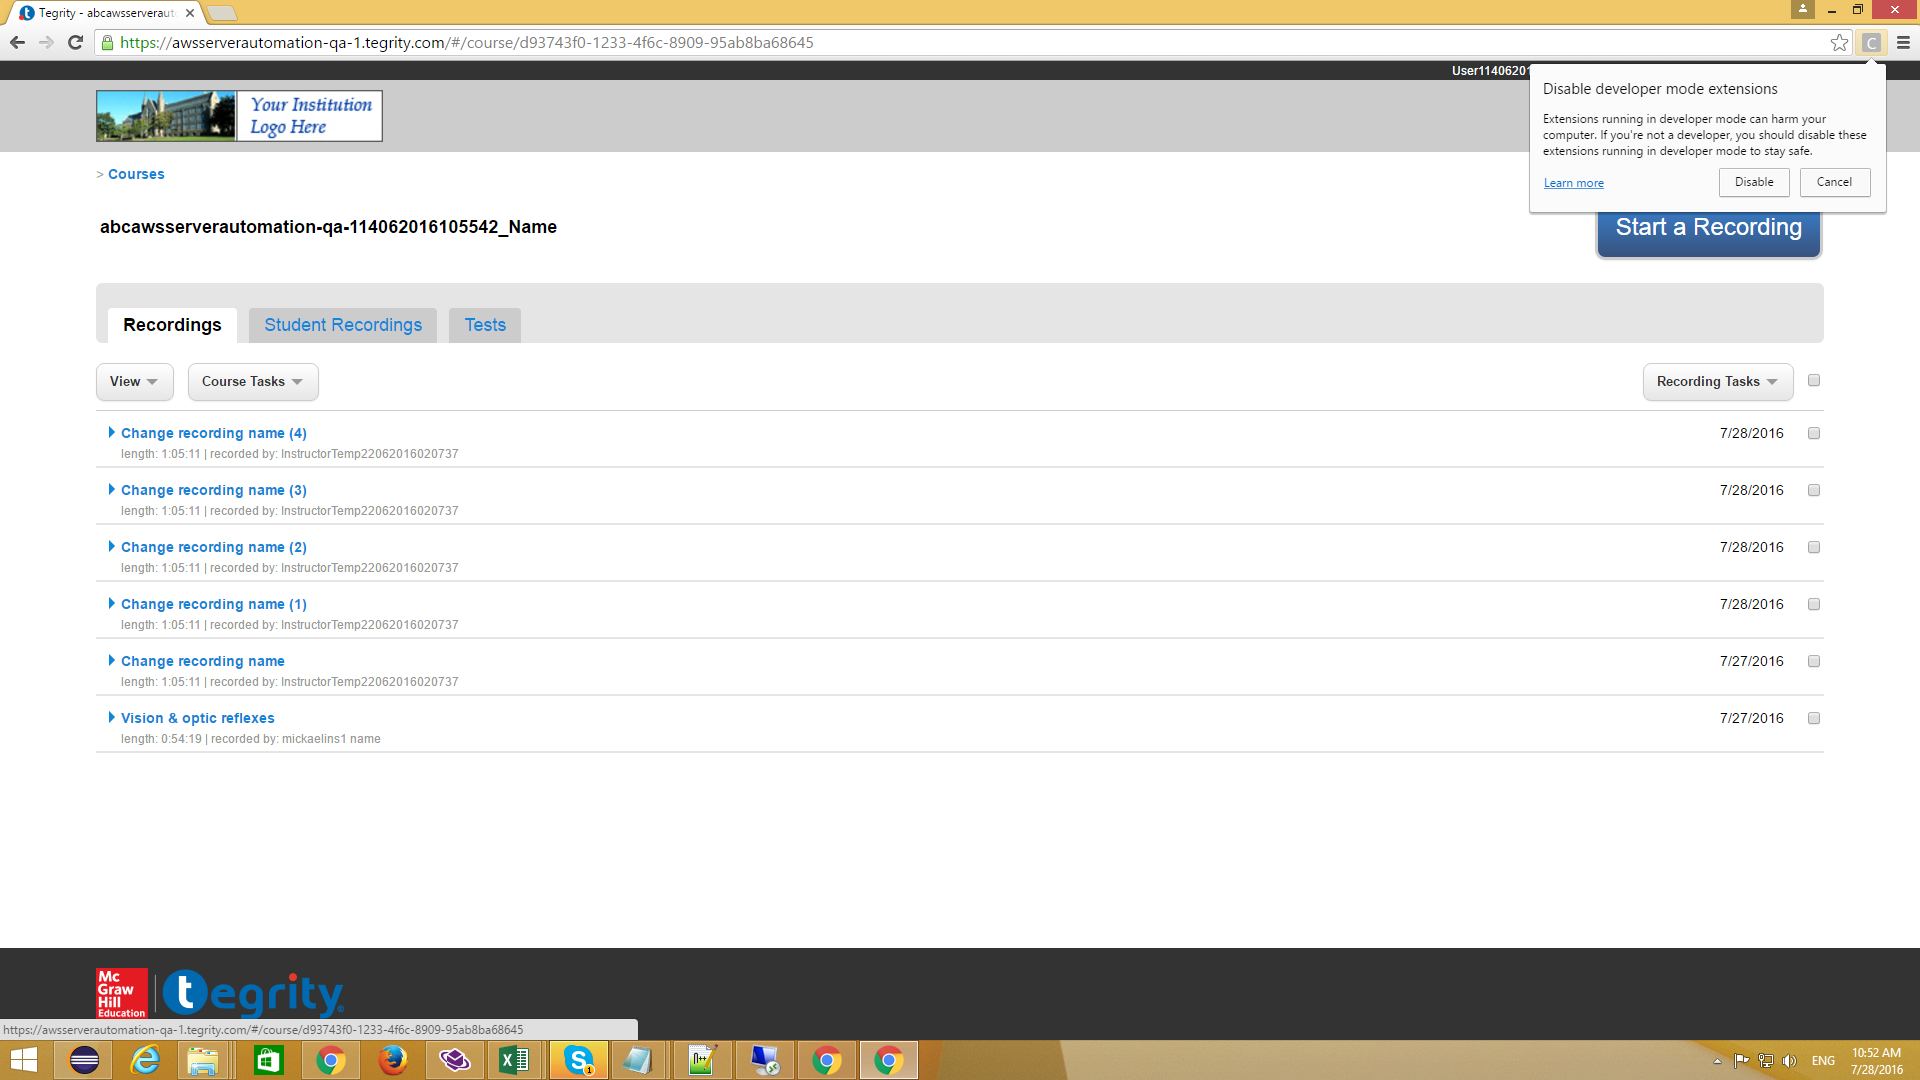 Tegrity - abcawsserveraut
https://awsserverautomation-qa-1.tegrity.com/#/course/d93743f0-1233-4f6c-8909-95ab8ba68645
C
User1140620
Disable developer mode extensions
Extensions running in developer mode can harm your
computer. If you're not a developer, you should disable these
extensions running in developer mode to stay safe.
Learn more
Disable
Cancel
Your Institution
Logo Here
> Courses
abcawsserverautomation-qa-114062016105542_Name
Start a Recording
Recordings
Student Recordings
Tests
View
Course Tasks
Recording Tasks
Change recording name (4)
7/28/2016
length: 1:05:11 | recorded by: InstructorTemp22062016020737
Change recording name (3)
7/28/2016
length: 1:05:11 | recorded by: InstructorTemp22062016020737
Change recording name (2)
7/28/2016
length: 1:05:11 | recorded by: InstructorTemp22062016020737
Change recording name (1)
7/28/2016
length: 1:05:11 | recorded by: InstructorTemp22062016020737
Change recording name
7/27/2016
length: 1:05:11 | recorded by: InstructorTemp22062016020737
Vision & optic reflexes
7/27/2016
length: 0:54:19 | recorded by: mickaelins1 name
Mc
Graw
Hill
Education
tegrity
https://awsserverautomation-qa-1.tegrity.com/#/course/d93743f0-1233-4f6c-8909-95ab8ba68645
ENG
10:52 AM
7/28/2016